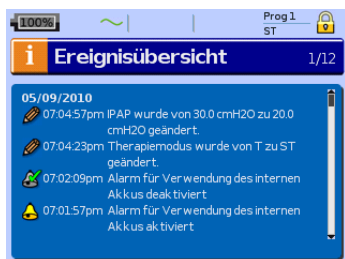 100%
Prog 1
ST
i Ereignisübersicht 1/12
05/09/2010
07:04:57pm IPAP wurde von 30.0 cmH2O zu 20.0
cmH2O geändert.
07:04:23pm Therapiemodus wurde von T zu ST
geändert.
07:02:09pm Alarm für Verwendung des internen
Akkus deaktiviert
07:01:57pm Alarm für Verwendung des internen
Akkus aktiviert